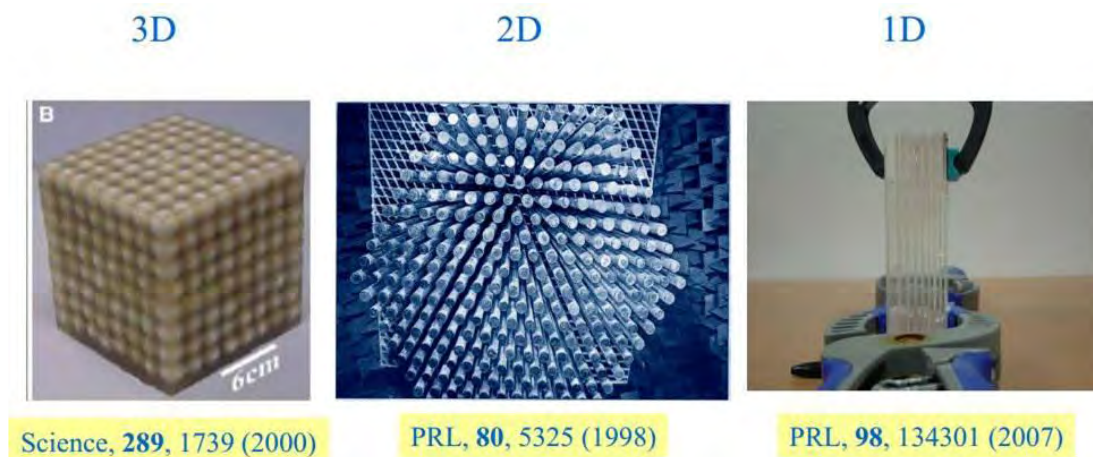 3D 2D 1D
B
6cm
Science, 289, 1739 (2000) PRL, 80, 5325 (1998) PRL, 98, 134301 (2007)